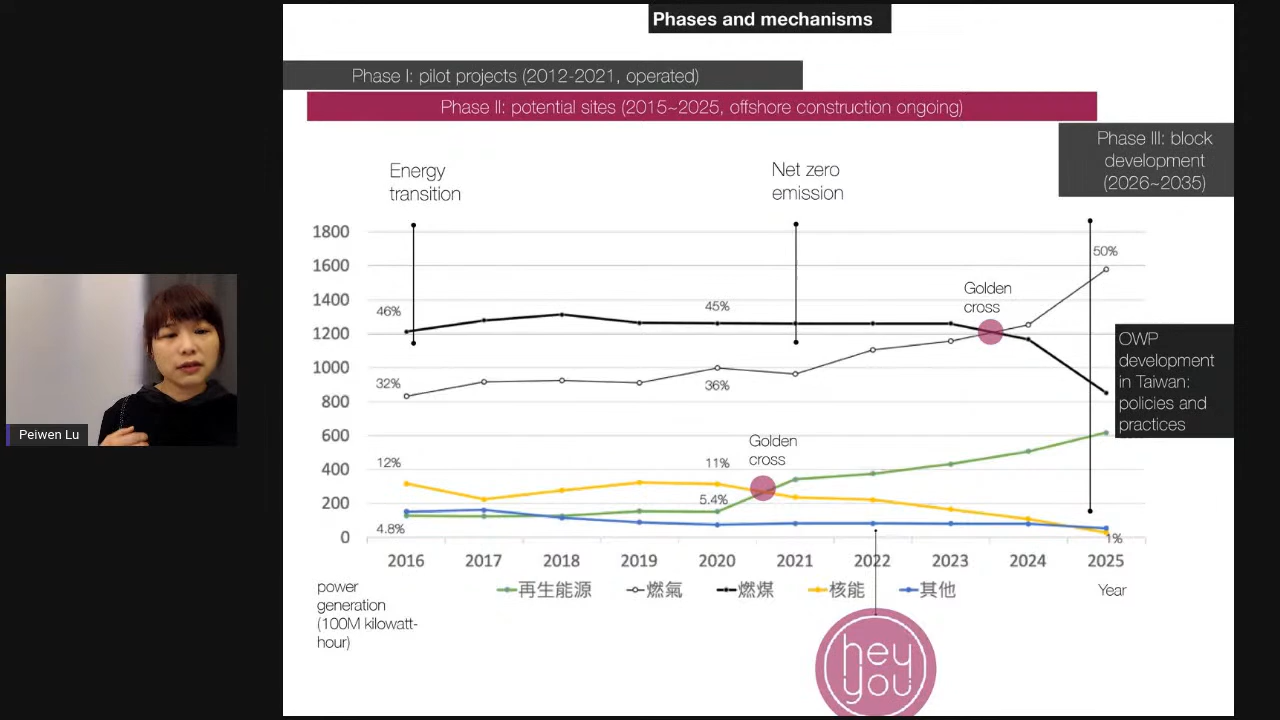 Phases and mechanisms
Phase I: pilot projects (2012-2021, operated)
Phase II: potential sites (2015~2025, offshore construction ongoing)
Phase III: block
development
(2026~2035)
Energy
transition
Net zero
emission
1800
1600
1400
1200
1000
800
600
400
200
0
46%
45%
50%
32%
36%
12%
11%
5.4%
4.8%
1%
Golden
cross
Golden
cross
OWP
development
in Taiwan:
policies and
practices
2016 2017 2018 2019 2020 2021 2022 2023 2024 2025
power
generation
(100M kilowatt-
hour)
再生能源 燃氣 燃煤 核能 其他
Year
hey
you
Peiwen Lu